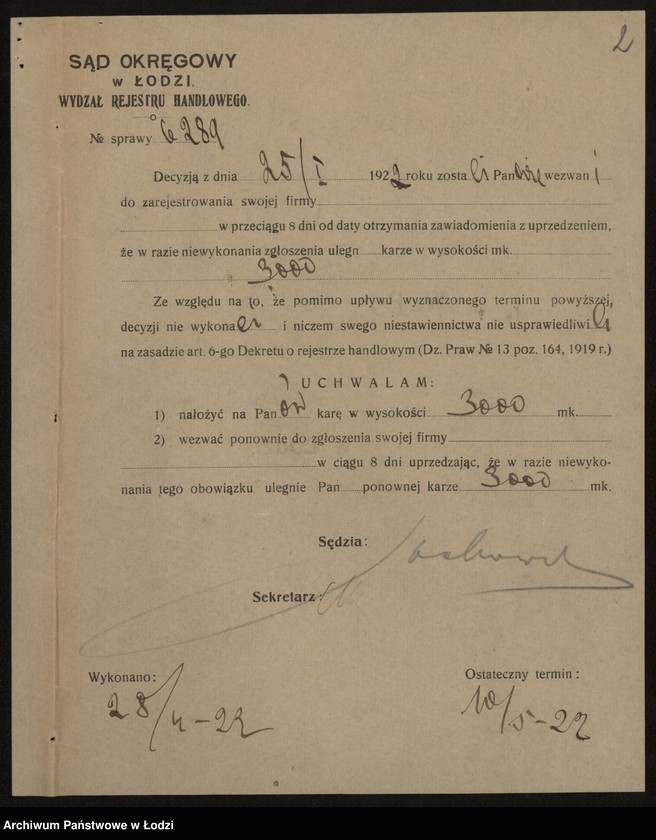 2
SĄD OKRĘGOWY
w ŁODZI.
WYDZAŁ REJESTRU HANDLOWEGO.
№ sprawy 6289
Decyzją z dnia 25/I 1922 roku zostali Panowie wezwani
do zarejestrowania swojej firmy
w przeciągu 8 dni od daty otrzymania zawiadomienia z uprzedzeniem,
że w razie niewykonania zgłoszenia ulegn karze w wysokości mk.
3000
Ze względu na to, że pomimo upływu wyznaczonego terminu powyższej,
decyzji nie wykonali i niczem swego niestawiennictwa nie usprawiedliwili
na zasadzie art. 6-go Dekretu o rejestrze handlowym (Dz. Praw № 13 poz. 164, 1919 r.)
UCHWALAM:
1) nałożyć na Panów karę w wysokości 3000 mk.
2) wezwać ponownie do zgłoszenia swojej firmy
w ciągu 8 dni uprzedzając, że w razie niewyko-
nania tego obowiązku ulegnie Pan ponownej karze 3000 mk.
Sędzia:
Sekretarz:
Wykonano: Ostateczny termin:
28/4-22 10/5-22
Archiwum Państwowe w Łodzi